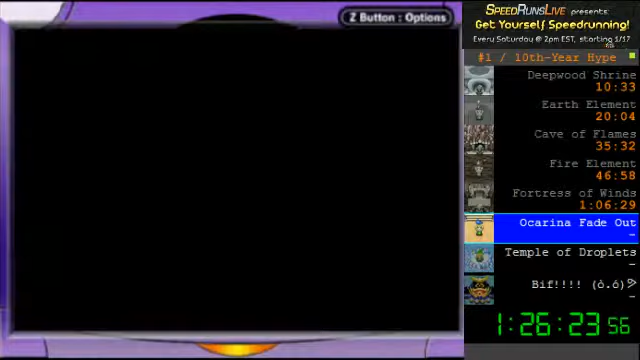 Z Button : Options
SPEEDRUNSLIVE presents:
Get Yourself Speedrunning!
Every Saturday @ 2pm EST, starting 1/17
#1 / 10th-Year Hype
Deepwood Shrine
10:33
Earth Element
20:04
Cave of Flames
35:32
Fire Element
46:58
Fortress of Winds
1:06:29
Ocarina Fade Out
-
Temple of Droplets
-
Bif!!!! (ò.ó)
-
1:26:23 56